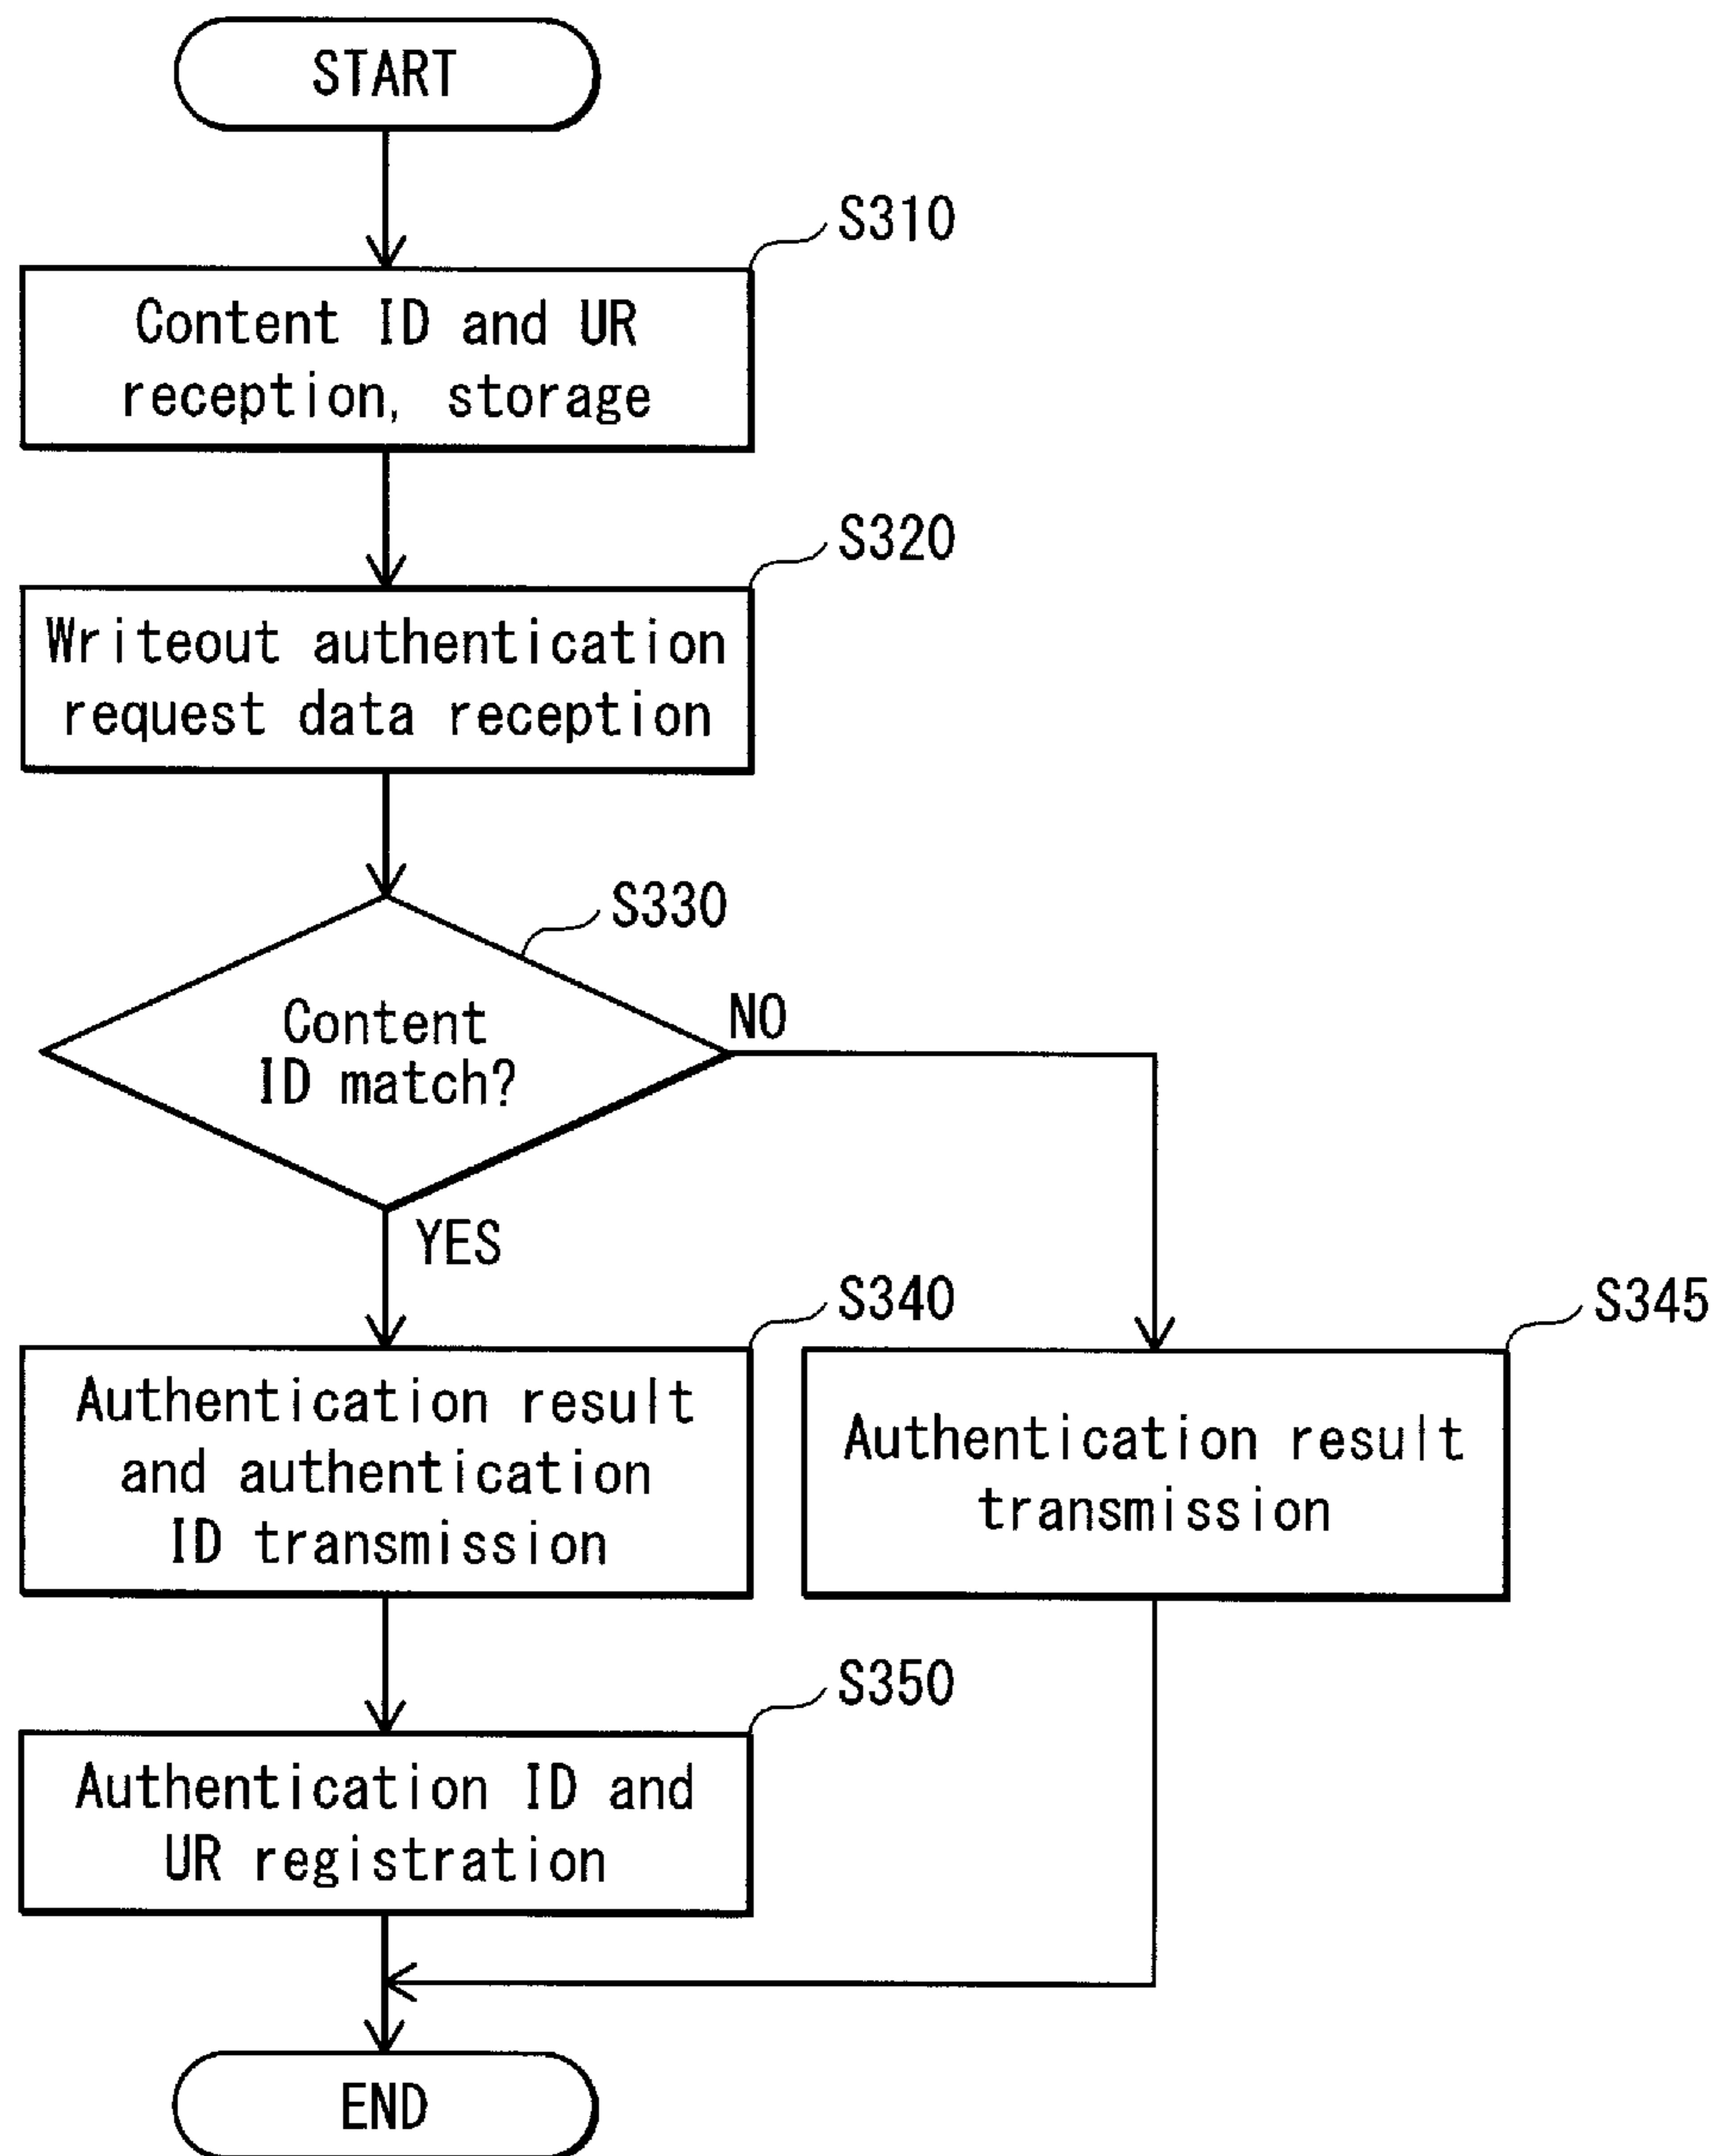 START
S310
Content ID and UR
reception, storage
S320
Writeout authentication
request data reception
S330
Content
ID match?
NO
YES
S340
Authentication result
and authentication
ID transmission
S345
Authentication result
transmission
S350
Authentication ID and
UR registration
END